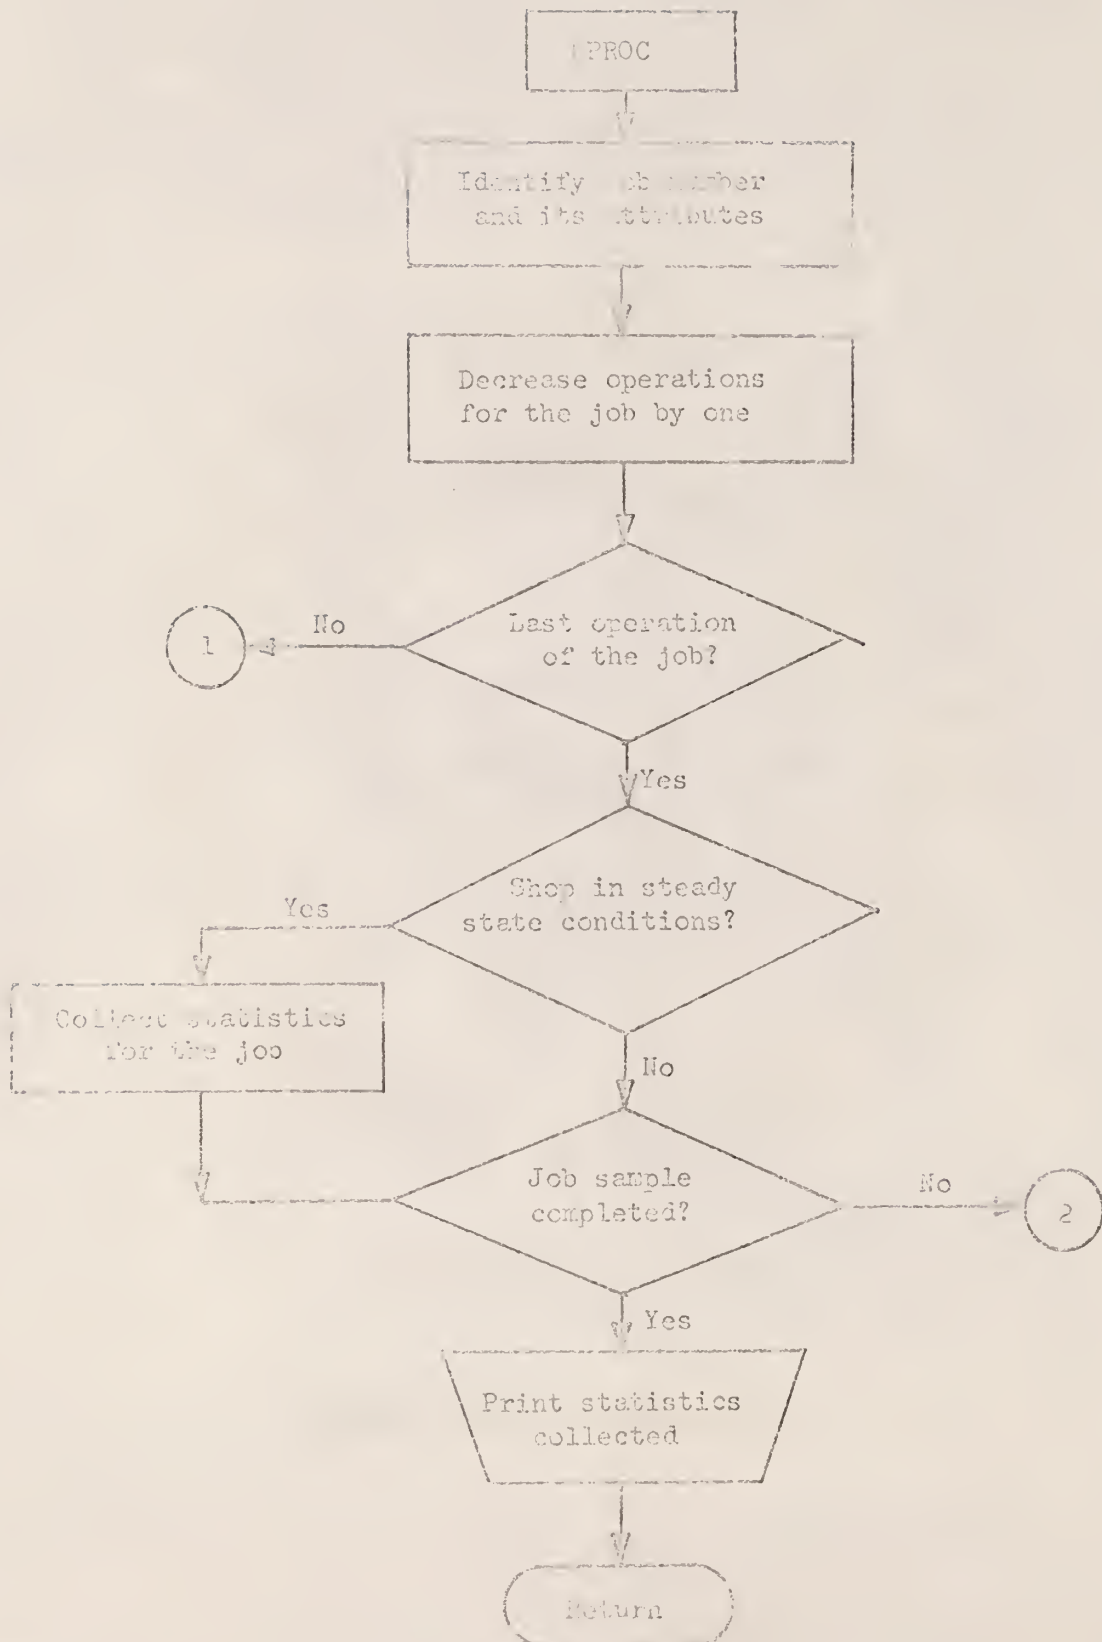 PROC
Identify job number
and its attributes
Decrease operations
for the job by one
Last operation
of the job?
No
1
Yes
Shop in steady
state conditions?
Yes
Collect statistics
for the job
No
Job sample
completed?
No
2
Yes
Print statistics
collected
Return